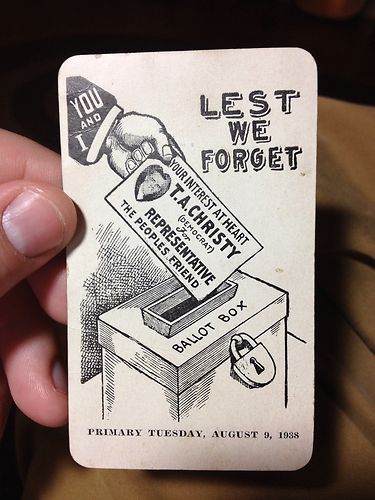 YOU
AND
I
LEST
WE
FORGET
YOUR INTEREST AT HEART
T.A. CHRISTY
(DEMOCRAT)
For
REPRESENTATIVE
THE PEOPLES FRIEND
BALLOT BOX
PRIMARY TUESDAY, AUGUST 9, 1938